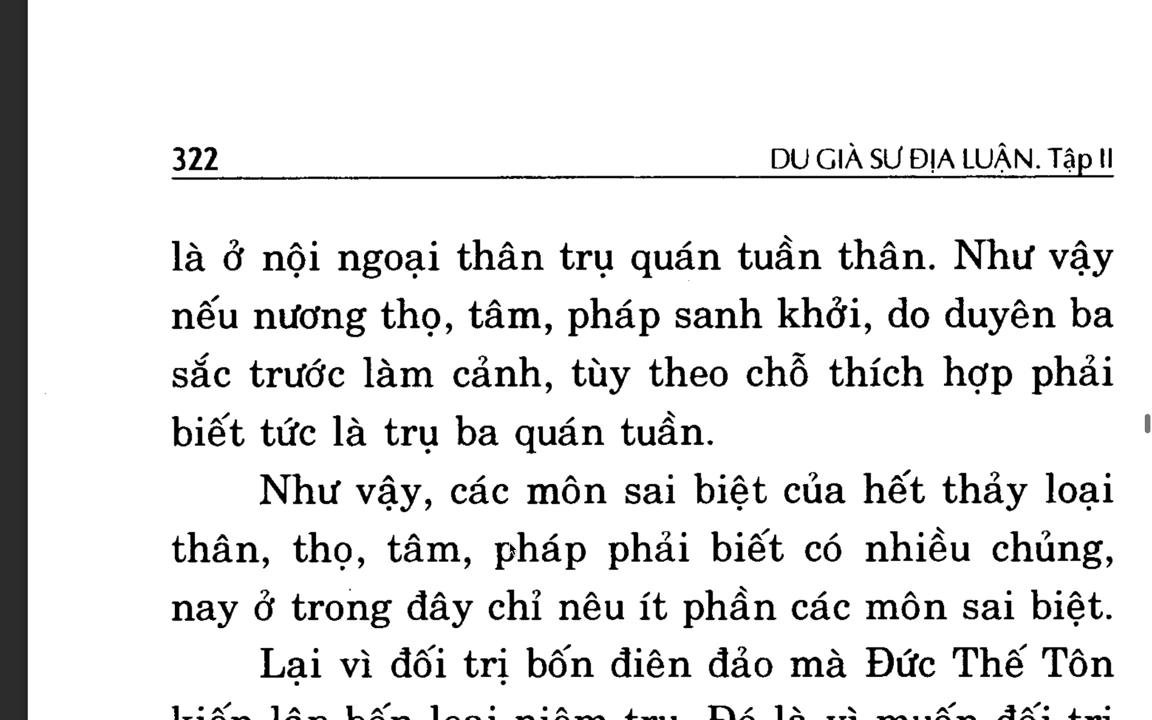 322
DU GIÀ SƯ ĐỊA LUẬN. Tập II
là ở nội ngoại thân trụ quán tuần thân. Như vậy
nếu nương thọ, tâm, pháp sanh khởi, do duyên ba
sắc trước làm cảnh, tùy theo chỗ thích hợp phải
biết tức là trụ ba quán tuần.
Như vậy, các môn sai biệt của hết thảy loại
thân, thọ, tâm, pháp phải biết có nhiều chủng,
nay ở trong đây chỉ nêu ít phần các môn sai biệt.
Lại vì đối trị bốn điên đảo mà Đức Thế Tôn